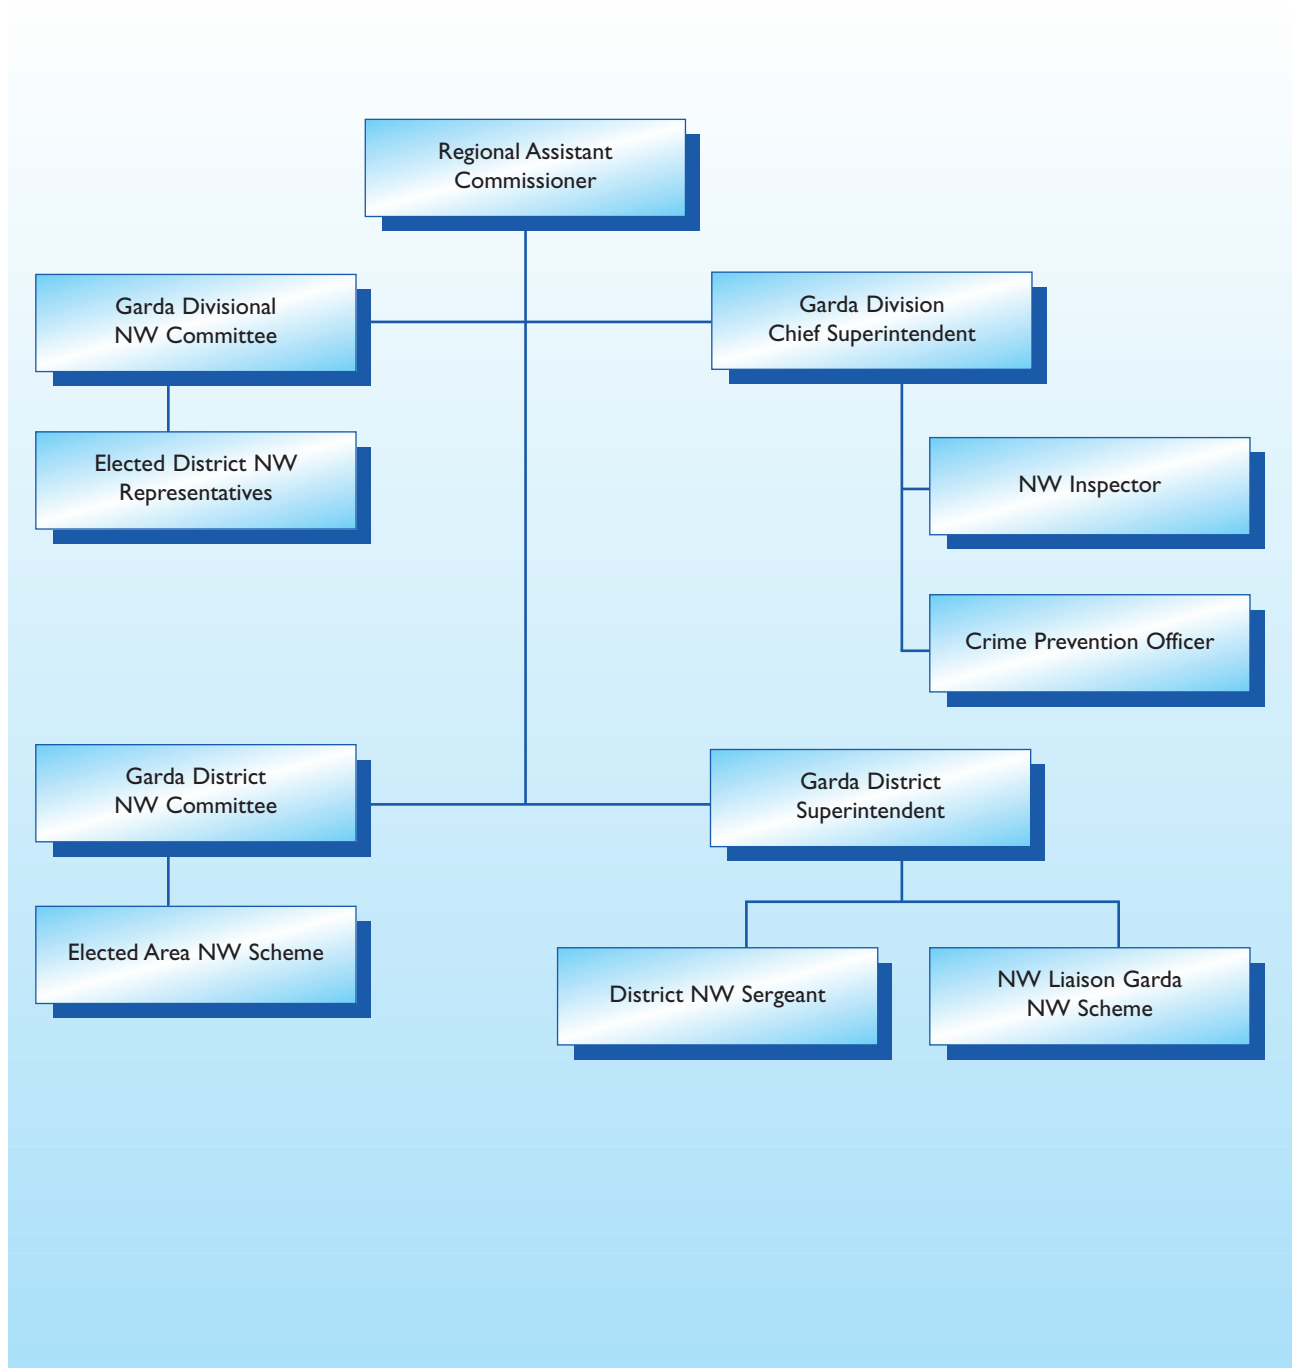 Regional Assistant
Commissioner
Garda Divisional
NW Committee
Garda Division
Chief Superintendent
Elected District NW
Representatives
NW Inspector
Crime Prevention Officer
Garda District
NW Committee
Garda District
Superintendent
Elected Area NW Scheme
District NW Sergeant
NW Liaison Garda
NW Scheme